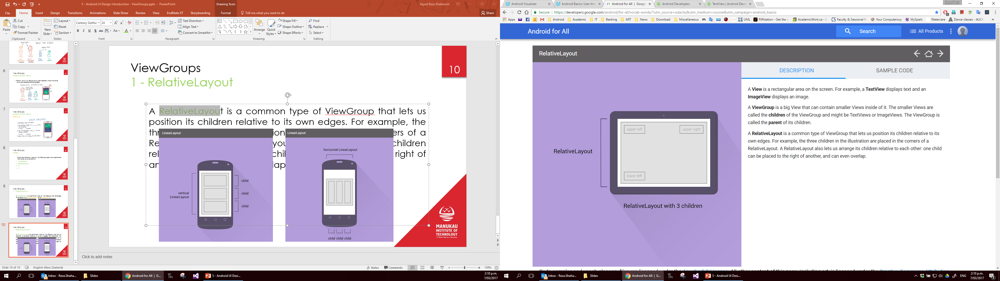 5 - Android UI Design Introduction - ViewGroups.pptx - PowerPoint
Drawing Tools
Seyed Reza Shahamiri
File Home Insert Design Transitions Animations Slide Show Review View EndNote X7 Storyboarding Format Tell me what you want to do
Share
Cut
Copy
Format Painter
Paste
Clipboard
New Slide
Layout
Reset
Section
Slides
Century Gothic 24
Font
Text Direction
Align Text
Convert to SmartArt
Paragraph
Arrange
Quick Styles
Shape Fill
Shape Outline
Shape Effects
Drawing
Find
Replace
Select
Editing
6
7
8
9
10
ViewGroups
1 - RelativeLayout
10
A RelativeLayout is a common type of ViewGroup that lets us
position its children relative to its own edges. For example, the
LinearLayout
LinearLayout
children
right of
horizontal LinearLayout
vertical
LinearLayout
child
child
child
child child child
MANUKAU
INSTITUTE OF
TECHNOLOGY
Click to add notes
Slide 10 of 10
English (New Zealand)
Notes
Comments
108%
Inbox - Reza.Shaha...
Slides
Android for All | G...
5 - Android UI Desi...
2:10 p.m.
7/03/2017
Android Visualizer
Android Basics: User Inte
Android for All | Google
Android Developers
TextView | Android Deve
Seyed Reza
Secure https://developers.google.com/android/for-all/vocab-words/?utm_source=udacity&utm_medium=course&utm_campaign=android_basics
Apps
Android
Academic
IT
Banking
MIT
News
Download
Miscellaneous
UML
Riffstation - Get the c
AcademicWork.ca - C
Faculty & Sessional P
Your Computeroxy
MySpark
Watercare
Dance classes - AUCK
Android for All
Search
All Products
RelativeLayout
DESCRIPTION
SAMPLE CODE
A View is a rectangular area on the screen. For example, a TextView displays text and an
ImageView displays an image.
A ViewGroup is a big View that can contain smaller Views inside of it. The smaller Views are
called the children of the ViewGroup and might be TextViews or ImageViews. The ViewGroup is
called the parent of its children.
A RelativeLayout is a common type of ViewGroup that lets us position its children relative to its
own edges. For example, the three children in the illustration are placed in the corners of a
RelativeLayout. A RelativeLayout also lets us arrange its children relative to each other: one child
can be placed to the right of another, and can even overlap.
upper left
upper right
lower left
RelativeLayout
RelativeLayout with 3 children
Inbox - Reza.Shaha...
Slides
Android for All | G...
5 - Android UI Desi...
ENG
2:10 p.m.
7/03/2017